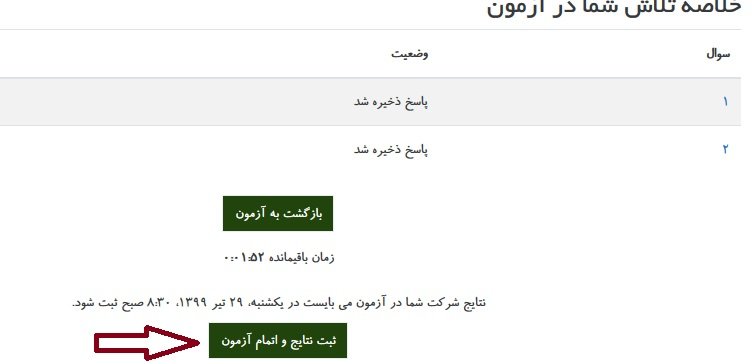 خلاصه تلاش شما در آزمون
سوال وضعیت
۱ پاسخ ذخیره شد
۲ پاسخ ذخیره شد
بازگشت به آزمون
زمان باقیمانده ۰:۰۱:۵۲
نتایج شرکت شما در آزمون می بایست در یکشنبه، ۲۹ تیر ۱۳۹۹، ۸:۳۰ صبح ثبت شود.
ثبت نتایج و اتمام آزمون